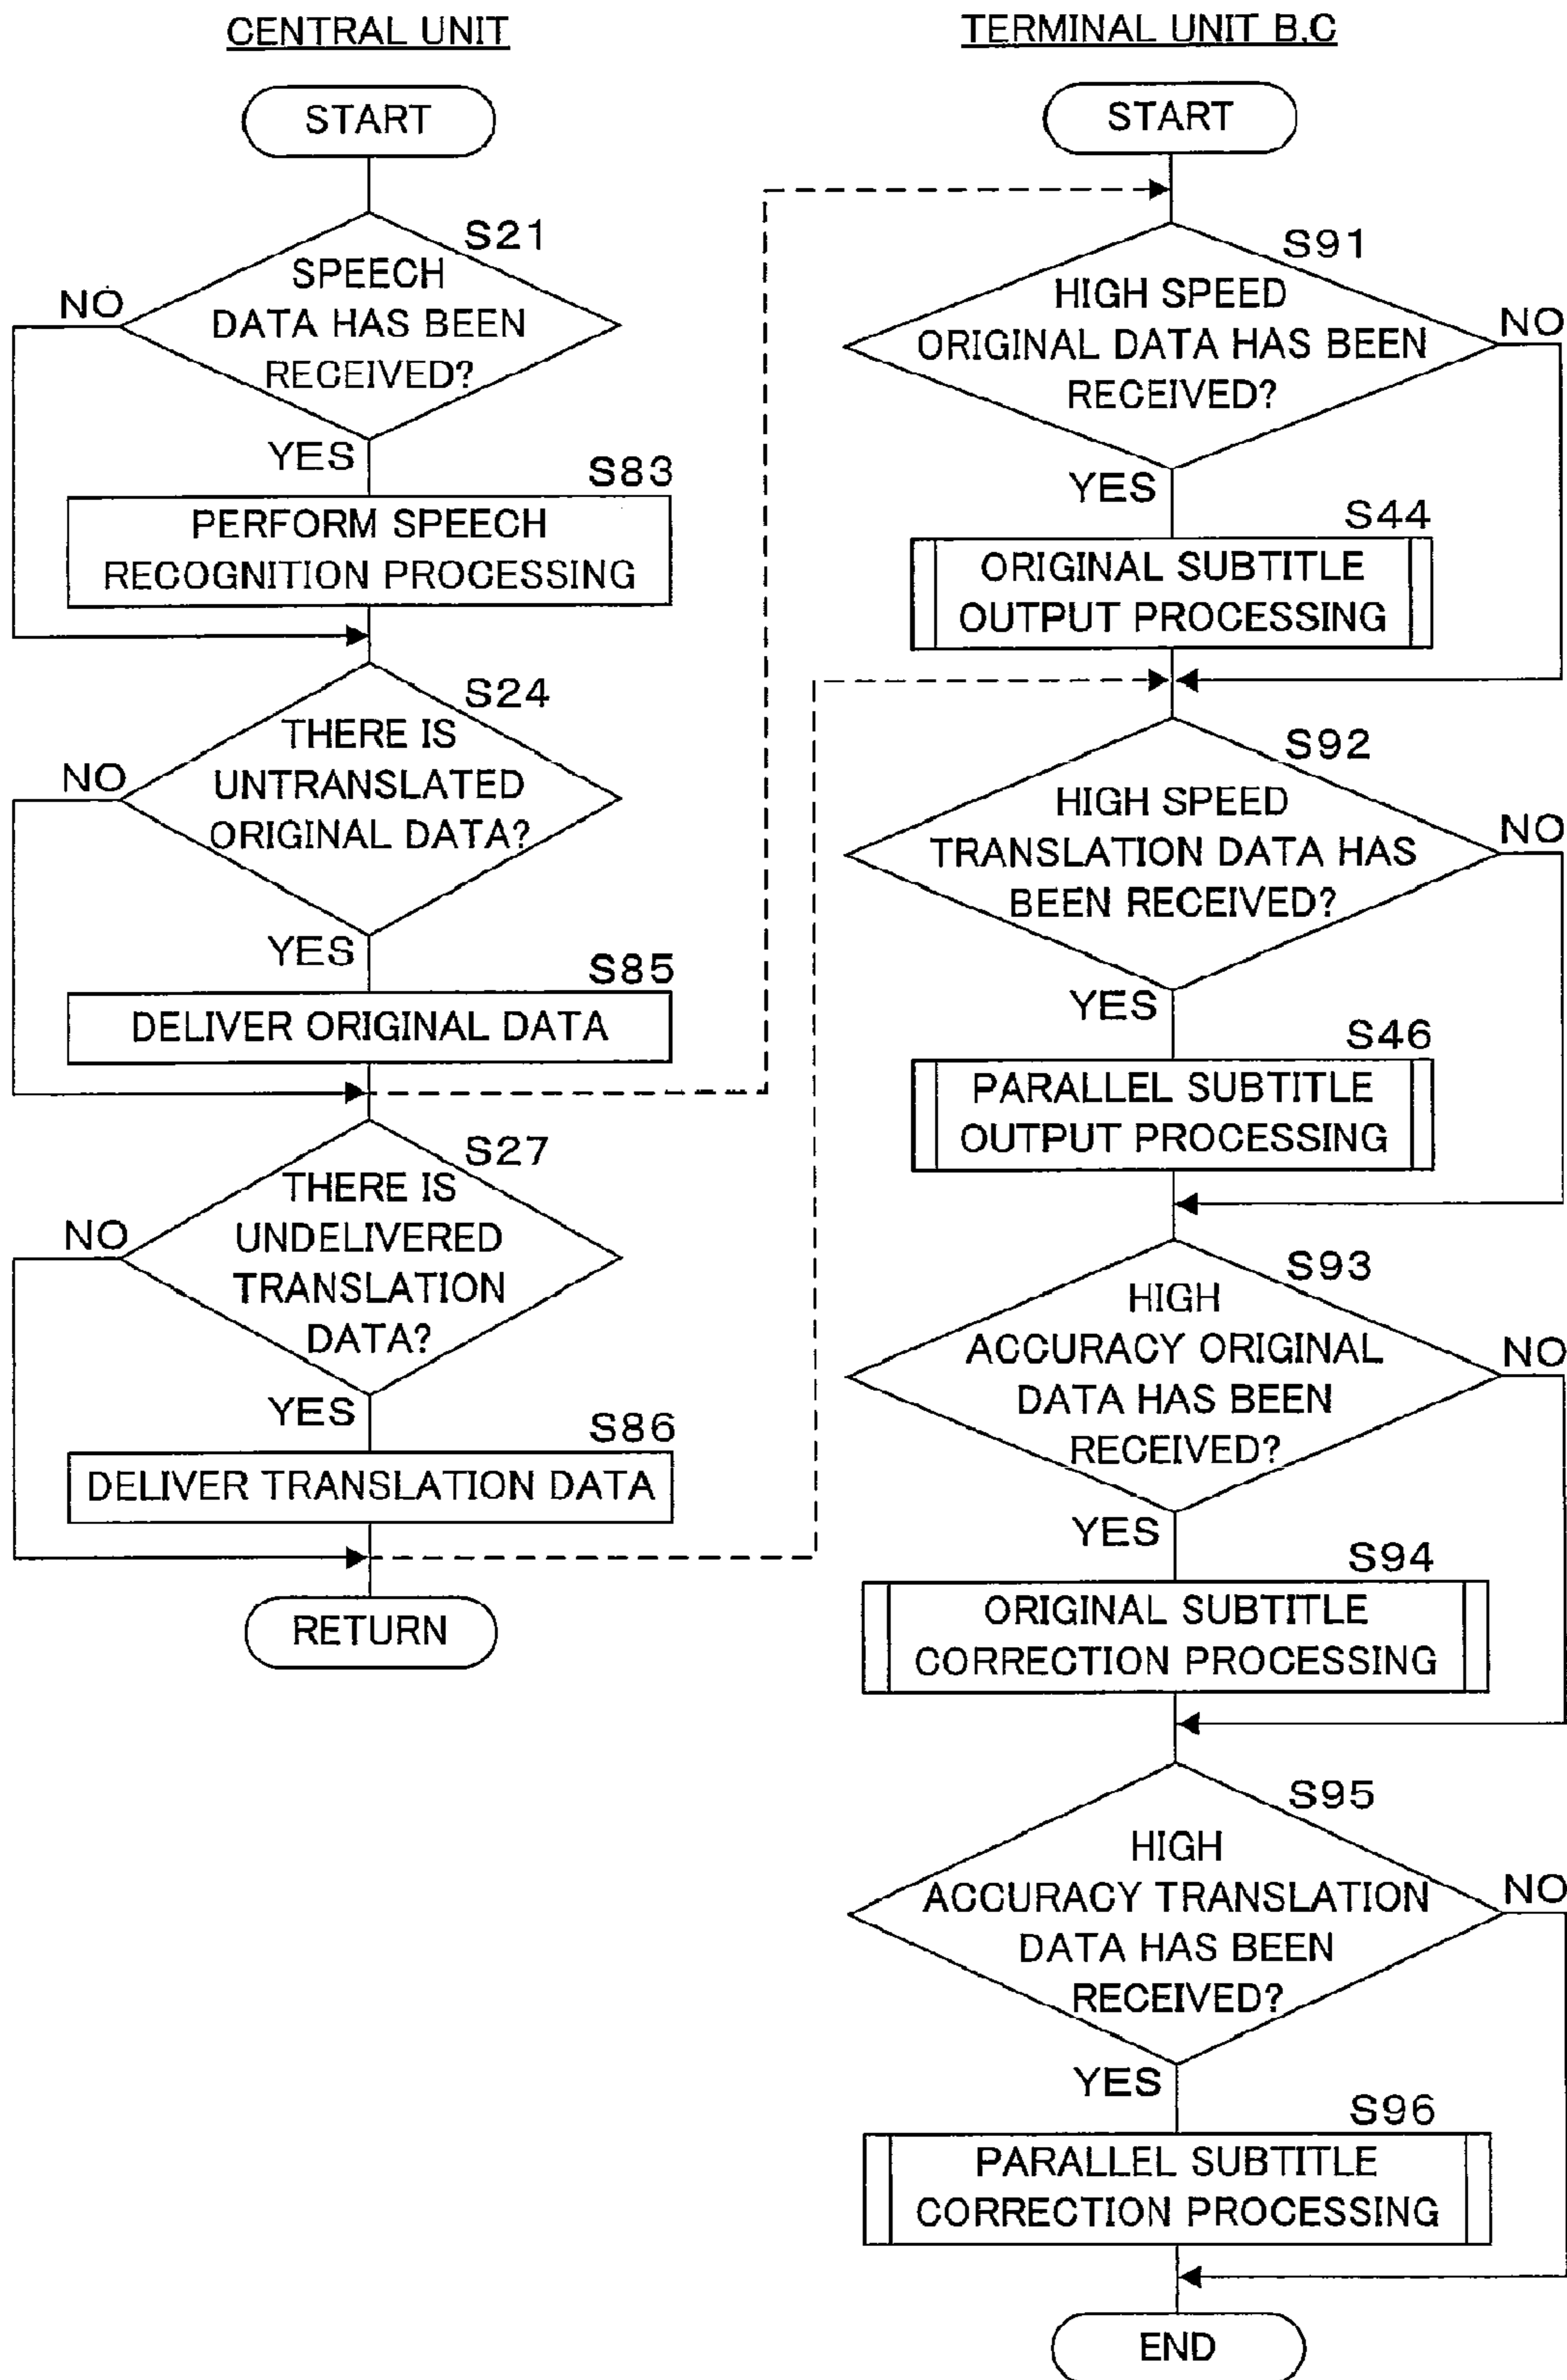 CENTRAL UNIT
START
S21
SPEECH
DATA HAS BEEN
RECEIVED?
NO
YES
S83
PERFORM SPEECH
RECOGNITION PROCESSING
S24
THERE IS
UNTRANSLATED
ORIGINAL DATA?
NO
YES
S85
DELIVER ORIGINAL DATA
S27
THERE IS
UNDELIVERED
TRANSLATION
DATA?
NO
YES
S86
DELIVER TRANSLATION DATA
RETURN
TERMINAL UNIT B,C
START
S91
HIGH SPEED
ORIGINAL DATA HAS BEEN
RECEIVED?
NO
YES
S44
ORIGINAL SUBTITLE
OUTPUT PROCESSING
S92
HIGH SPEED
TRANSLATION DATA HAS
BEEN RECEIVED?
NO
YES
S46
PARALLEL SUBTITLE
OUTPUT PROCESSING
S93
HIGH
ACCURACY ORIGINAL
DATA HAS BEEN
RECEIVED?
NO
YES
S94
ORIGINAL SUBTITLE
CORRECTION PROCESSING
S95
HIGH
ACCURACY TRANSLATION
DATA HAS BEEN
RECEIVED?
NO
YES
S96
PARALLEL SUBTITLE
CORRECTION PROCESSING
END